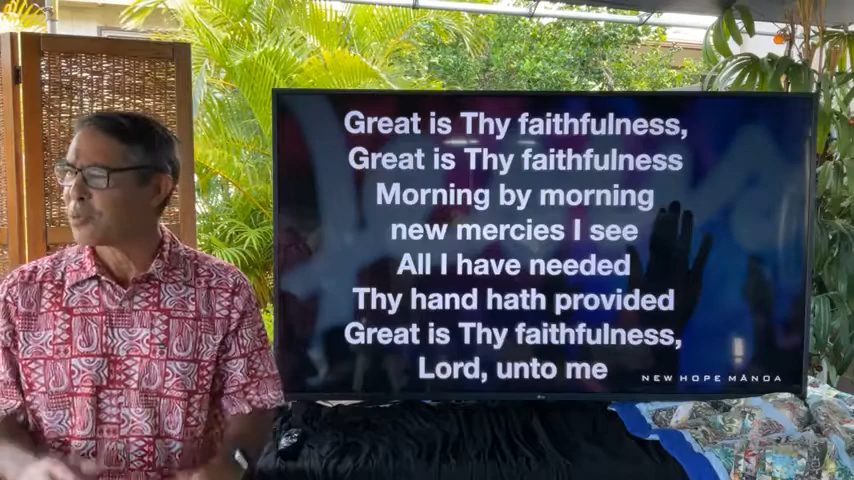 Great is Thy faithfulness,
Great is Thy faithfulness
Morning by morning
new mercies I see
All I have needed
Thy hand hath provided
Great is Thy faithfulness,
Lord, unto me
NEW HOPE MĀNOA